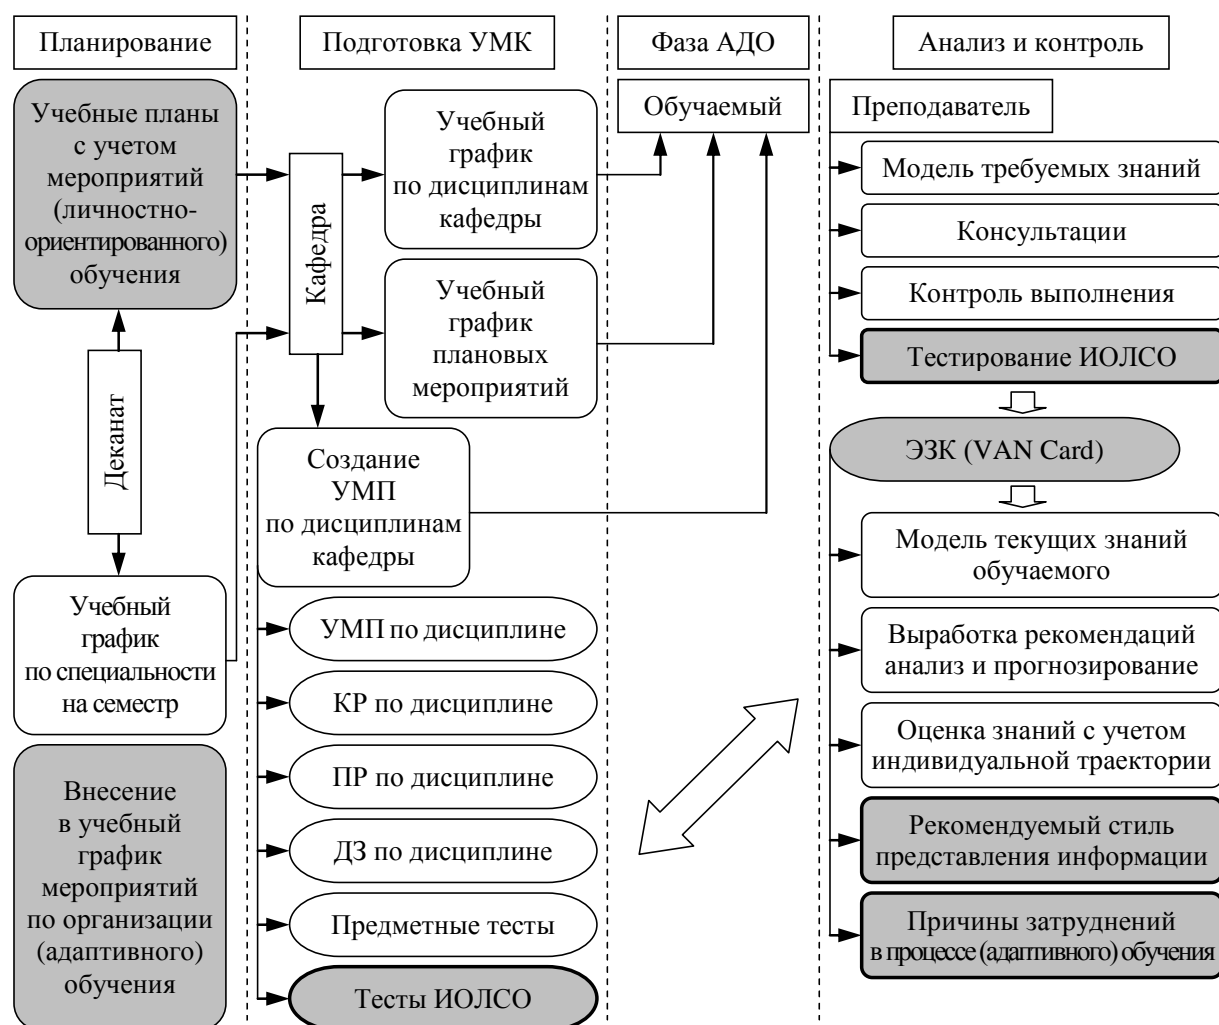 Планирование
Учебные планы
с учетом
мероприятий
(личностно-
ориентированного)
обучения
Деканат
Учебный
график
по специальности
на семестр
Внесение
в учебный
график
мероприятий
по организации
(адаптивного)
обучения
Подготовка УМК
Кафедра
Учебный
график
по дисциплинам
кафедры
Учебный
график
плановых
мероприятий
Создание
УМП
по дисциплинам
кафедры
УМП по дисциплине
КР по дисциплине
ПР по дисциплине
ДЗ по дисциплине
Предметные тесты
Тесты ИОЛСО
Фаза АДО
Обучаемый
Анализ и контроль
Преподаватель
Модель требуемых знаний
Консультации
Контроль выполнения
Тестирование ИОЛСО
ЭЗК (VAN Card)
Модель текущих знаний
обучаемого
Выработка рекомендаций
анализ и прогнозирование
Оценка знаний с учетом
индивидуальной траектории
Рекомендуемый стиль
представления информации
Причины затруднений
в процессе (адаптивного) обучения